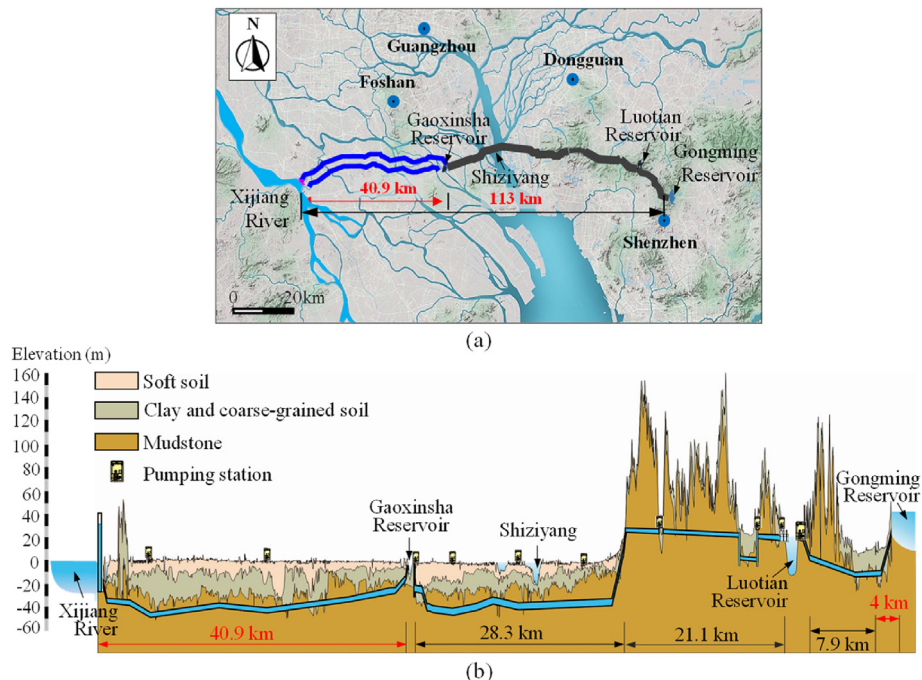 N
Guangzhou
Dongguan
Foshan
Gaoxinsha
Reservoir
Luotian
Reservoir
Gongming
Reservoir
Shiziyang
40.9 km
113 km
Xijiang
River
Shenzhen
0 20km
(a)
Elevation (m)
160
140
120
100
80
60
40
20
0
-20
-40
-60
Soft soil
Clay and coarse-grained soil
Mudstone
Pumping station
Gaoxinsha
Reservoir
Shiziyang
Gongming
Reservoir
Xijiang
River
Luotian
Reservoir
40.9 km
28.3 km
21.1 km
7.9 km
4 km
(b)